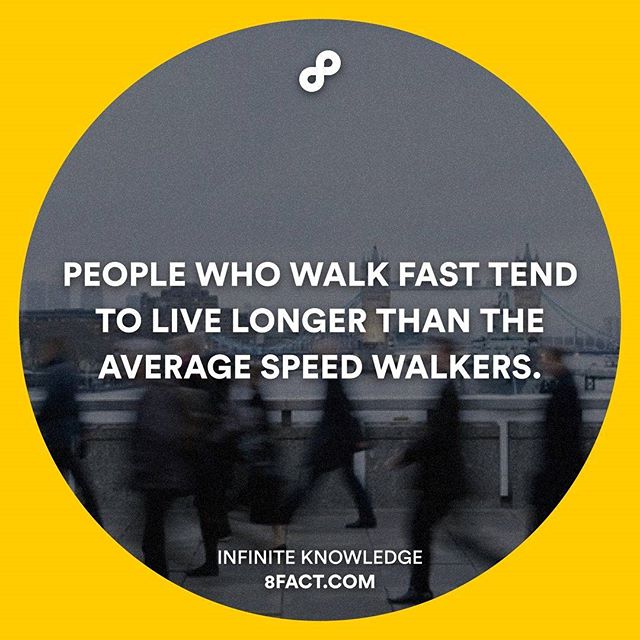 PEOPLE WHO WALK FAST TEND
TO LIVE LONGER THAN THE
AVERAGE SPEED WALKERS.
INFINITE KNOWLEDGE
8FACT.COM